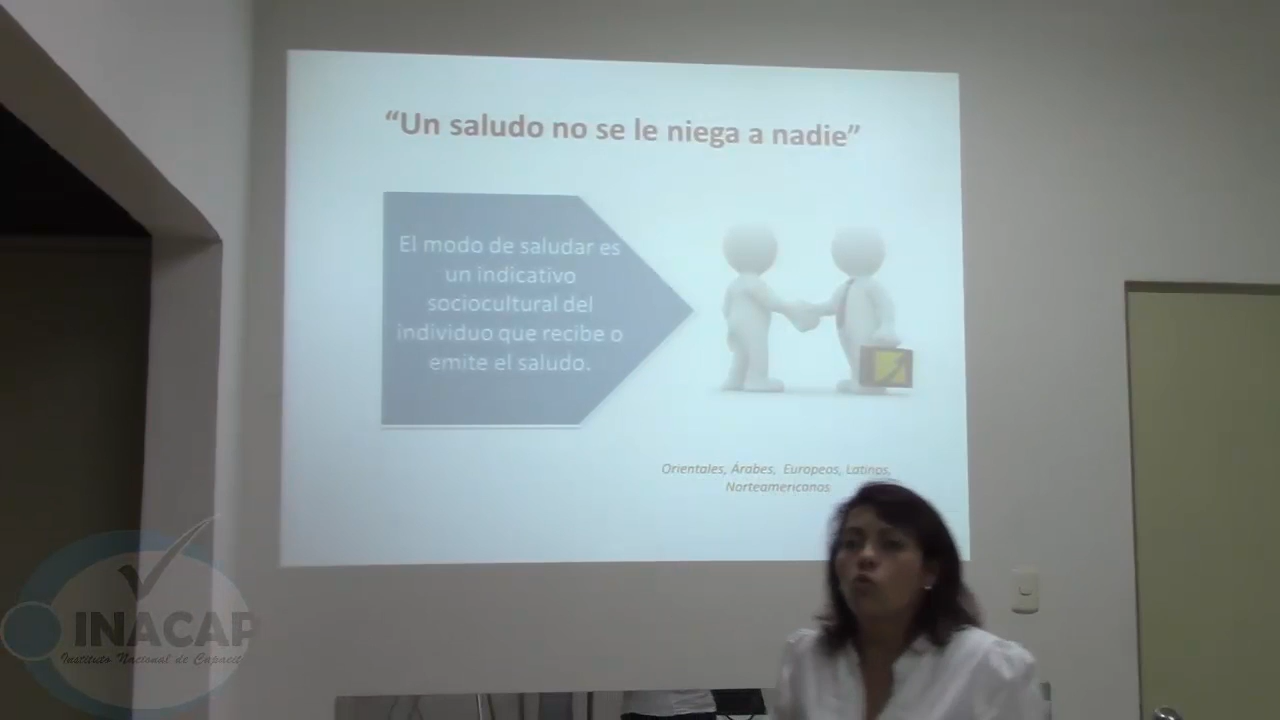 “Un saludo no se le niega a nadie”
El modo de saludar es
un indicativo
sociocultural del
individuo que recibe o
emite el saludo.
Orientales, Árabes, Europeos, Latinos,
Norteamericanos
INACAP
Instituto Nacional de Capacit